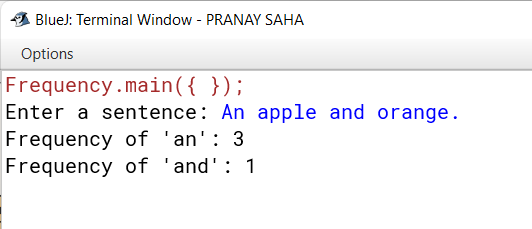 BlueJ: Terminal Window - PRANAY SAHA
Options
Frequency.main({ });
Enter a sentence: An apple and orange.
Frequency of 'an': 3
Frequency of 'and': 1